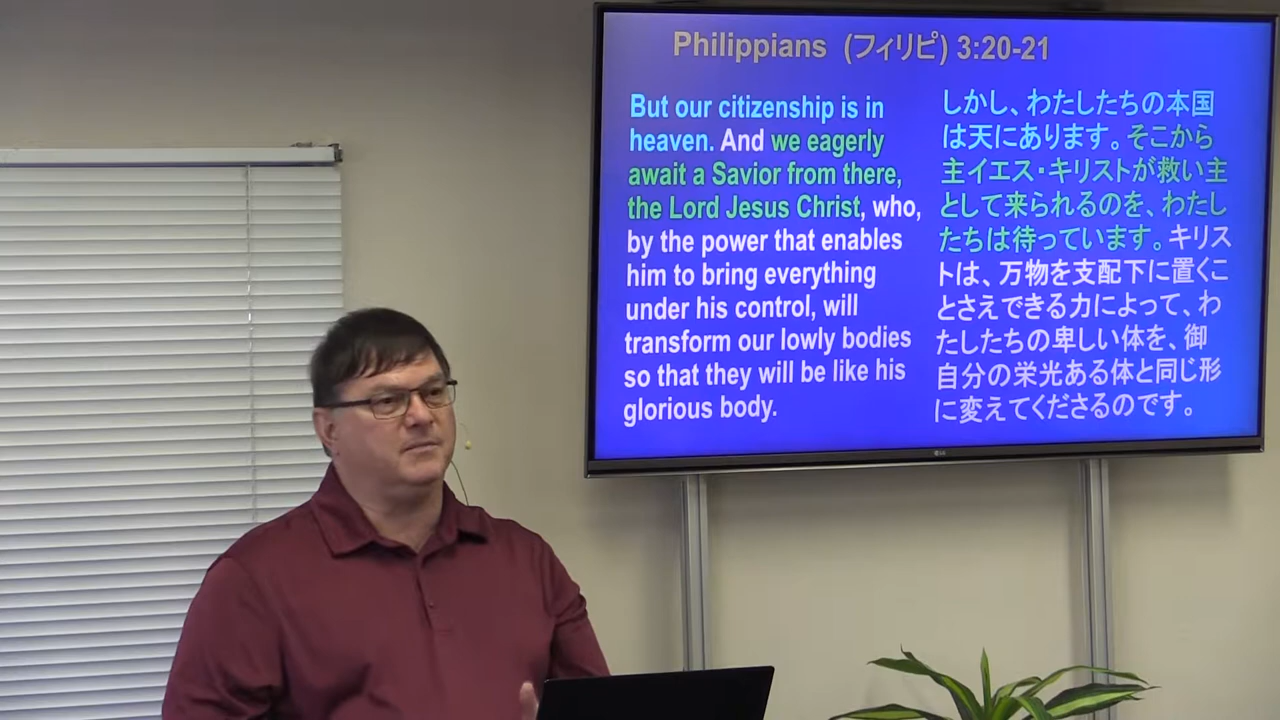 Philippians (フィリピ) 3:20-21
But our citizenship is in
heaven. And we eagerly
await a Savior from there,
the Lord Jesus Christ, who,
by the power that enables
him to bring everything
under his control, will
transform our lowly bodies
so that they will be like his
glorious body.
しかし、わたしたちの本国
は天にあります。そこから
主イエス・キリストが救い主
として来られるのを、わたし
たちは待っています。キリス
トは、万物を支配下に置くこ
とさえできる力によって、わ
たしたちの卑しい体を、御
自分の栄光ある体と同じ形
に変えてくださるのです。
LG